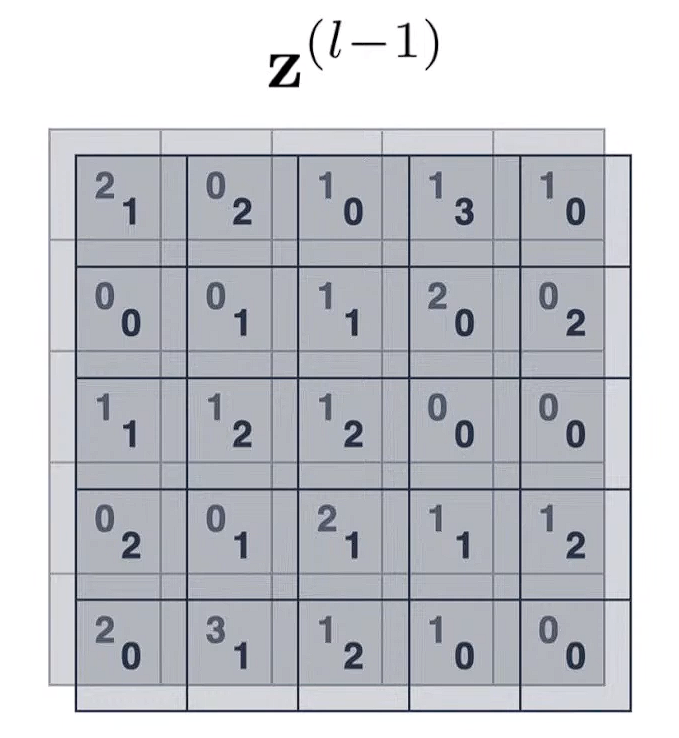 z^(l−1)
2 1 0 2 1 0 1 3 1 0
0 0 0 1 1 1 2 0 0 2
1 1 1 2 1 2 0 0 0 0
0 2 0 1 2 1 1 1 1 2
2 0 3 1 1 2 1 0 0 0